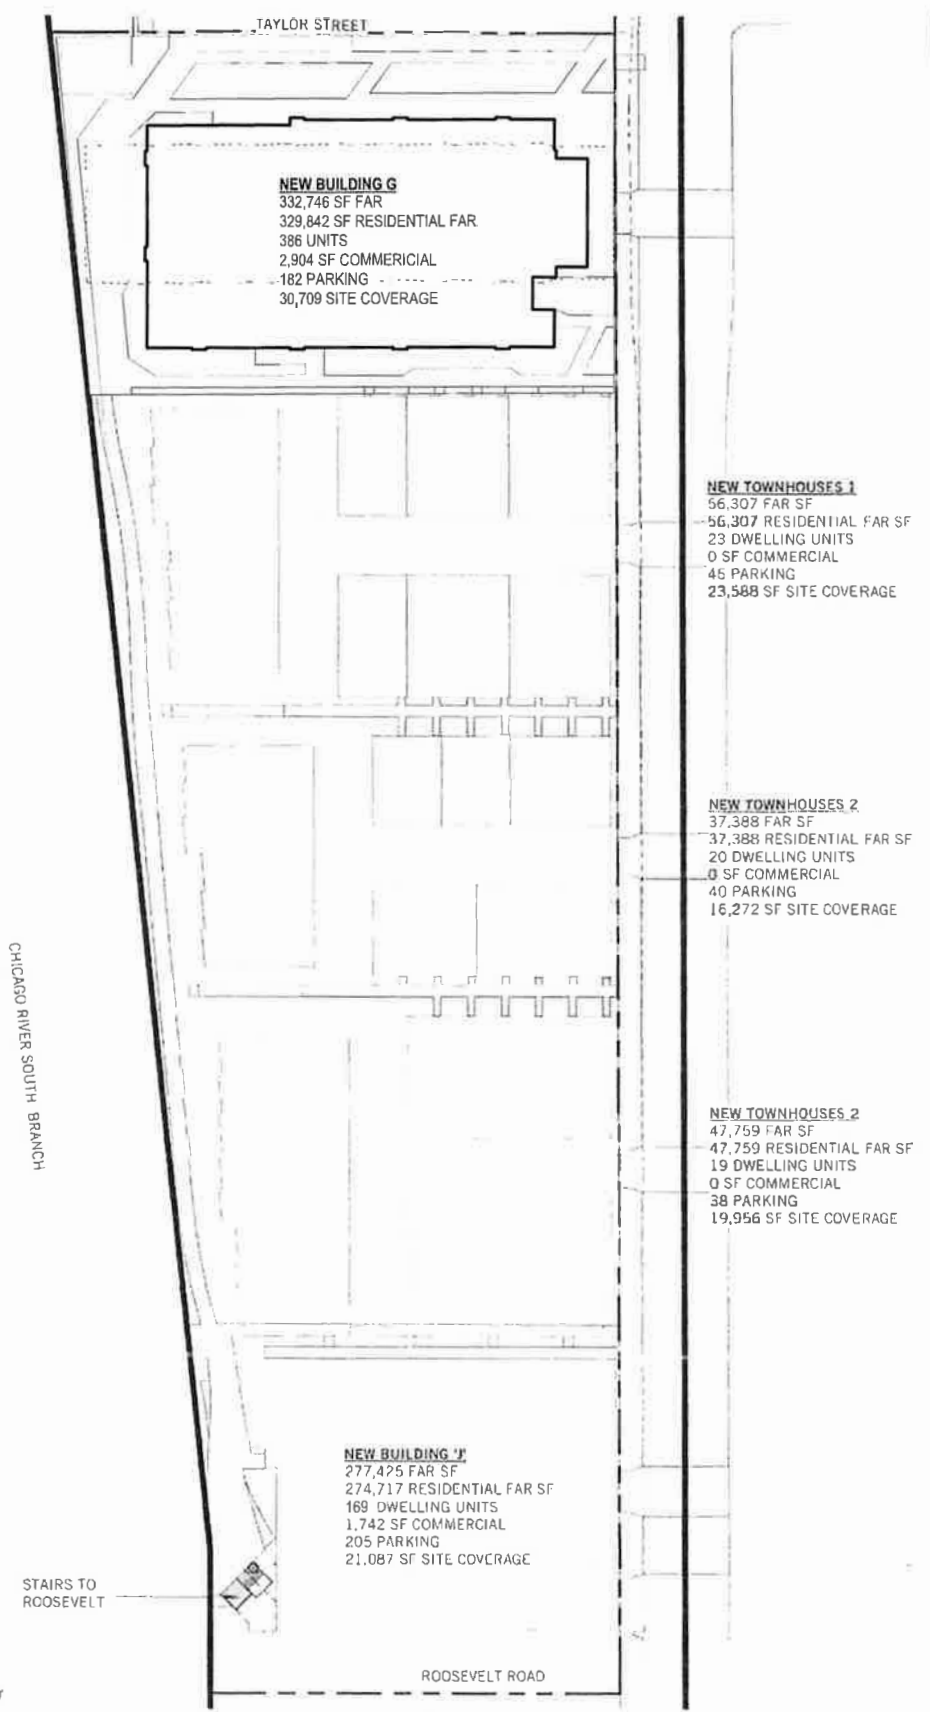 TAYLOR STREET
NEW BUILDING G
332,746 SF FAR
329,842 SF RESIDENTIAL FAR
386 UNITS
2,904 SF COMMERICIAL
182 PARKING
30,709 SITE COVERAGE
NEW TOWNHOUSES 1
56,307 FAR SF
56,307 RESIDENTIAL FAR SF
23 DWELLING UNITS
0 SF COMMERCIAL
46 PARKING
23,588 SF SITE COVERAGE
NEW TOWNHOUSES 2
37,388 FAR SF
37,388 RESIDENTIAL FAR SF
20 DWELLING UNITS
0 SF COMMERCIAL
40 PARKING
16,272 SF SITE COVERAGE
CHICAGO RIVER SOUTH BRANCH
NEW TOWNHOUSES 2
47,759 FAR SF
47,759 RESIDENTIAL FAR SF
19 DWELLING UNITS
0 SF COMMERCIAL
38 PARKING
19,956 SF SITE COVERAGE
NEW BUILDING 'J'
277,425 FAR SF
274,717 RESIDENTIAL FAR SF
169 DWELLING UNITS
1,742 SF COMMERCIAL
205 PARKING
21,087 SF SITE COVERAGE
STAIRS TO
ROOSEVELT
ROOSEVELT ROAD